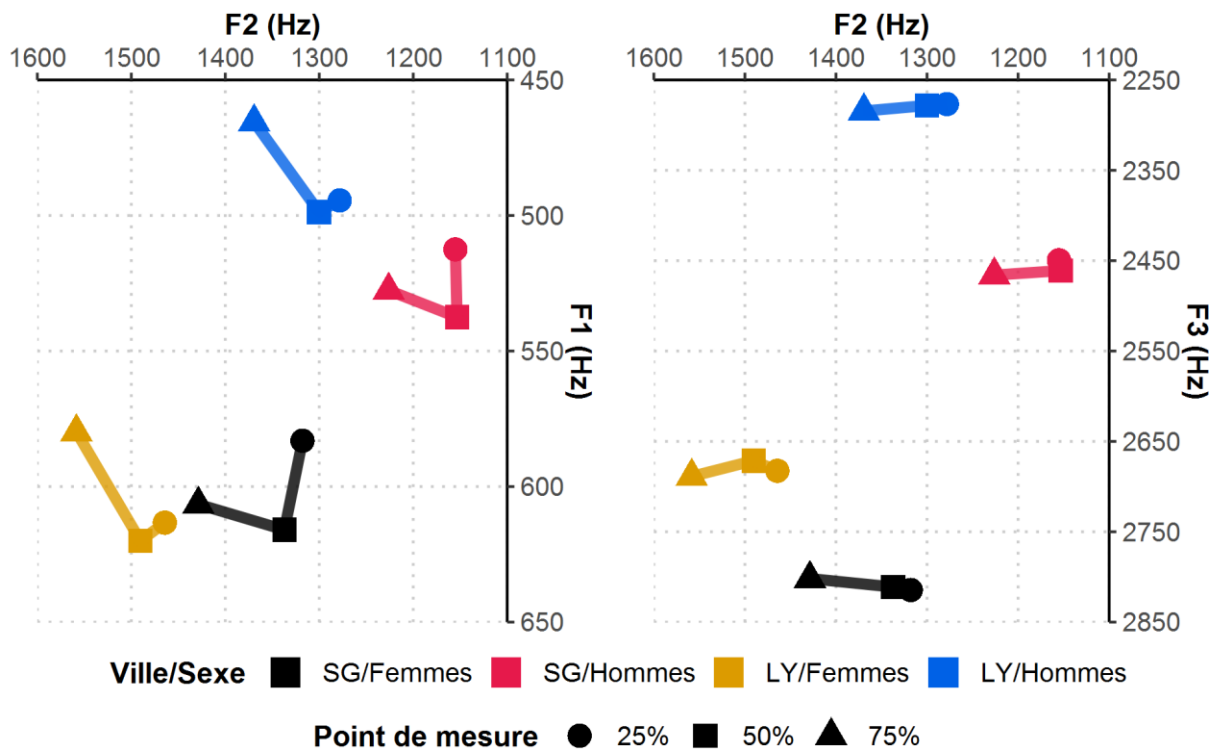 F2 (Hz)
F2 (Hz)
1600 1500 1400 1300 1200 1100
1600 1500 1400 1300 1200 1100
450
500
550
600
650
F1 (Hz)
2250
2350
2450
2550
2650
2750
2850
F3 (Hz)
Ville/Sexe SG/Femmes SG/Hommes LY/Femmes LY/Hommes
Point de mesure 25% 50% 75%